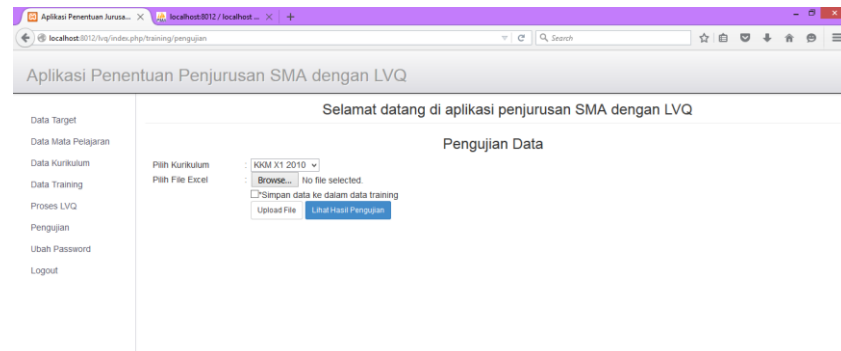 Aplikasi Penentuan Jurusa...
localhost:8012 / localhost ...
localhost:8012/lvq/index.php/training/pengujian
Search
Aplikasi Penentuan Penjurusan SMA dengan LVQ
Selamat datang di aplikasi penjurusan SMA dengan LVQ
Data Target
Data Mata Pelajaran
Data Kurikulum
Data Training
Proses LVQ
Pengujian
Ubah Password
Logout
Pengujian Data
Pilih Kurikulum : KKM X1 2010
Pilih File Excel : Browse... No file selected.
*Simpan data ke dalam data training
Upload File Lihat Hasil Pengujian